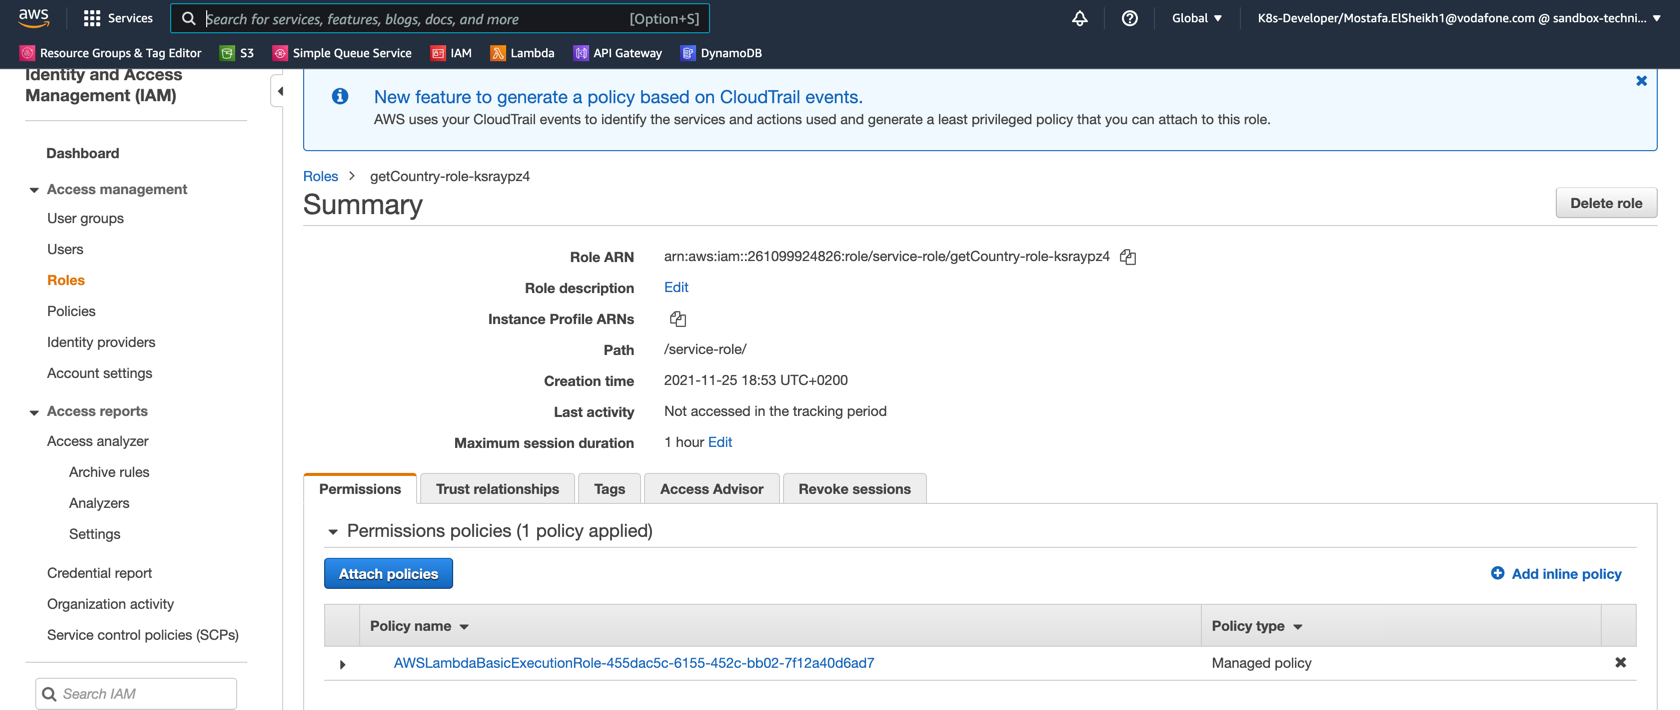 aws
Services
Search for services, features, blogs, docs, and more
[Option+S]
Global
K8s-Developer/Mostafa.ElSheikh1@vodafone.com @ sandbox-techni...
Resource Groups & Tag Editor
S3
Simple Queue Service
IAM
Lambda
API Gateway
DynamoDB
Identity and Access
Management (IAM)
Dashboard
Access management
User groups
Users
Roles
Policies
Identity providers
Account settings
Access reports
Access analyzer
Archive rules
Analyzers
Settings
Credential report
Organization activity
Service control policies (SCPs)
Search IAM
New feature to generate a policy based on CloudTrail events.
AWS uses your CloudTrail events to identify the services and actions used and generate a least privileged policy that you can attach to this role.
Roles > getCountry-role-ksraypz4
Summary
Delete role
Role ARN arn:aws:iam::261099924826:role/service-role/getCountry-role-ksraypz4
Role description Edit
Instance Profile ARNs
Path /service-role/
Creation time 2021-11-25 18:53 UTC+0200
Last activity Not accessed in the tracking period
Maximum session duration 1 hour Edit
Permissions
Trust relationships
Tags
Access Advisor
Revoke sessions
Permissions policies (1 policy applied)
Attach policies
Add inline policy
Policy name
Policy type
AWSLambdaBasicExecutionRole-455dac5c-6155-452c-bb02-7f12a40d6ad7
Managed policy